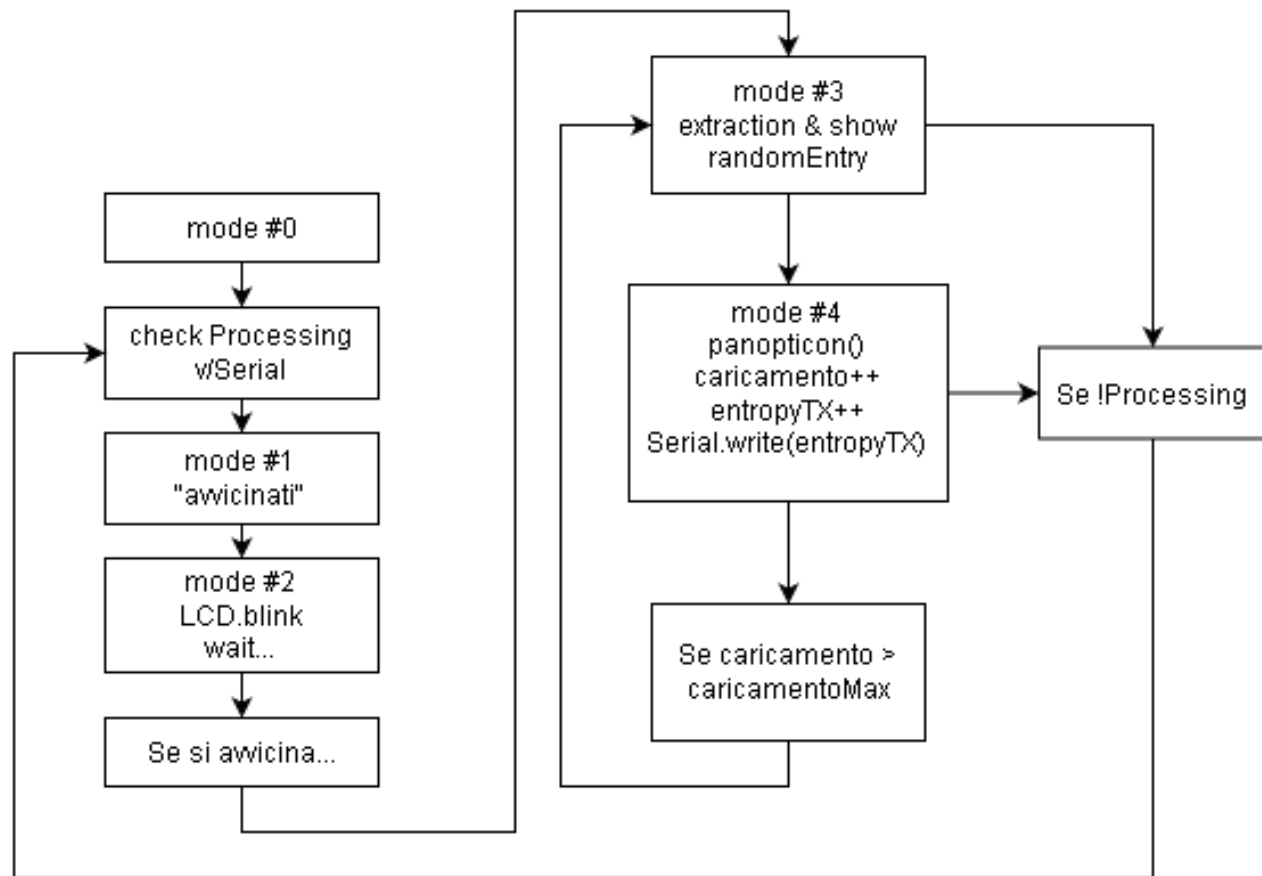 mode #0
check Processing
v/Serial
mode #1
"avvicinati"
mode #2
LCD.blink
wait...
Se si avvicina...
mode #3
extraction & show
randomEntry
mode #4
panopticon()
caricamento++
entropyTX++
Serial.write(entropyTX)
Se caricamento >
caricamentoMax
Se !Processing